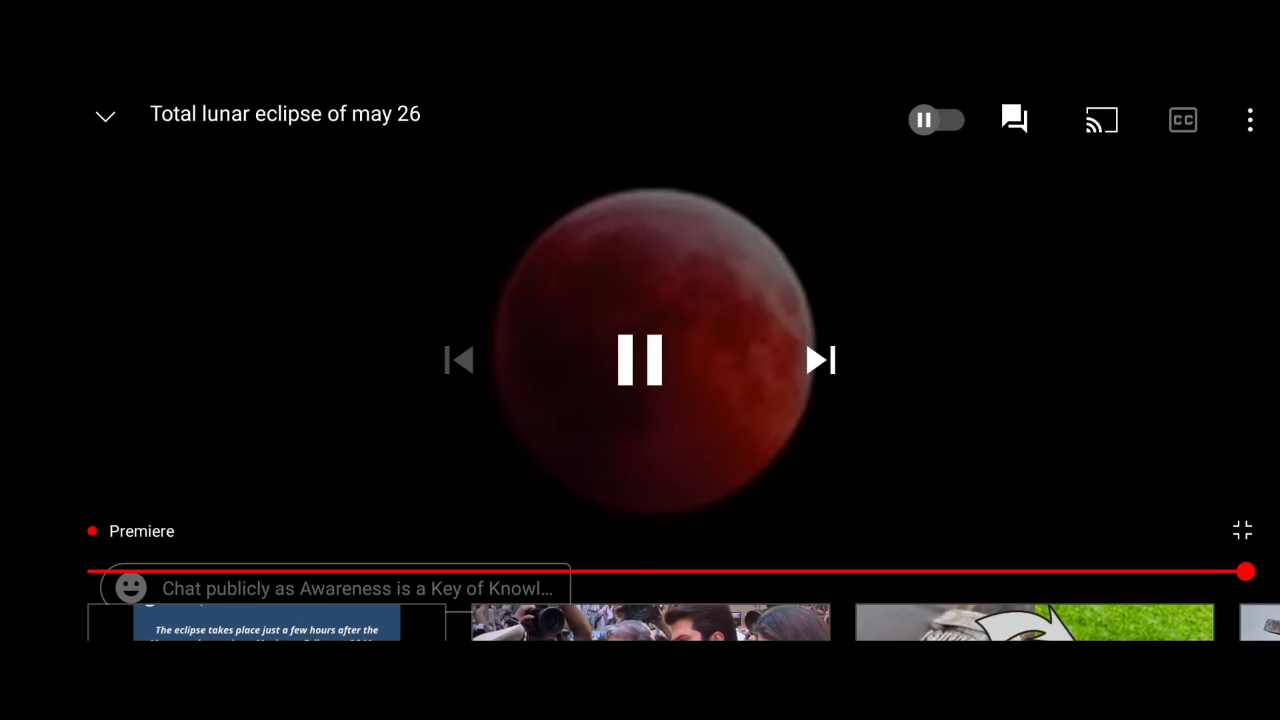 Total lunar eclipse of may 26
CC
Premiere
Chat publicly as Awareness is a Key of Knowl...
The eclipse takes place just a few hours after the